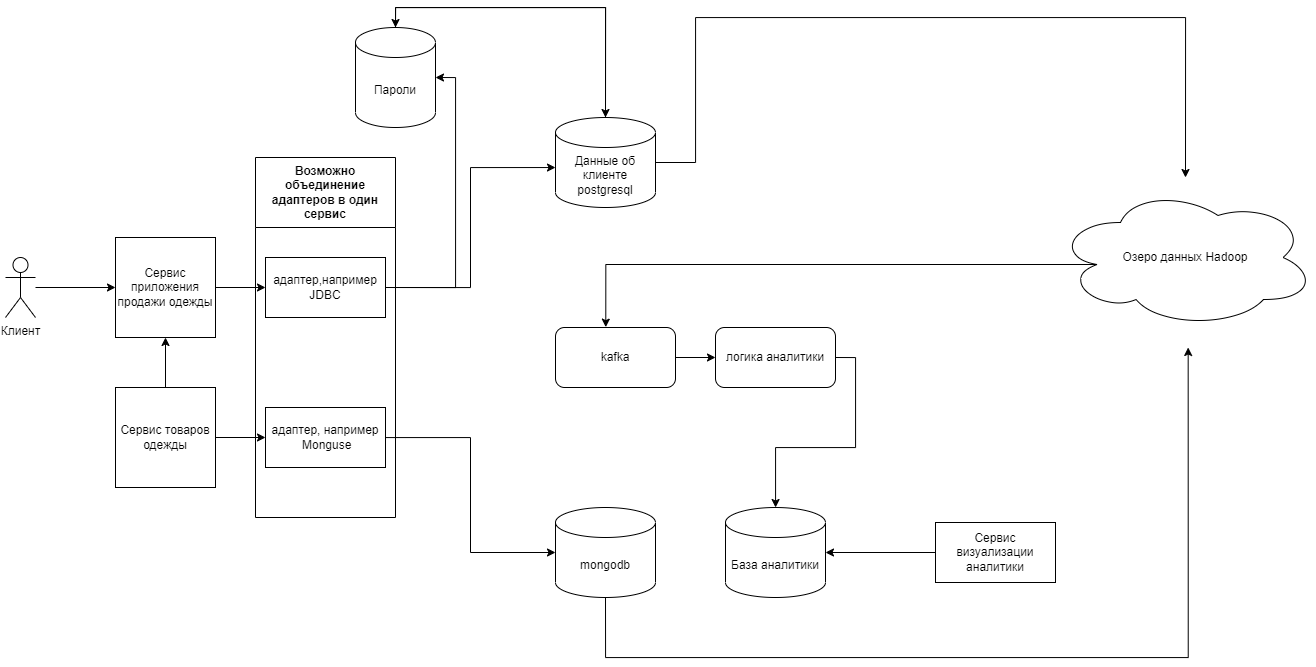 Пароли
Данные об
клиенте
postgresql
Возможно
объединение
адаптеров в один
сервис
Озеро данных Hadoop
Клиент
Сервис
приложения
продажи одежды
адаптер,например
JDBC
kafka
логика аналитики
Сервис товаров
одежды
адаптер, например
Monguse
mongodb
База аналитики
Сервис
визуализации
аналитики